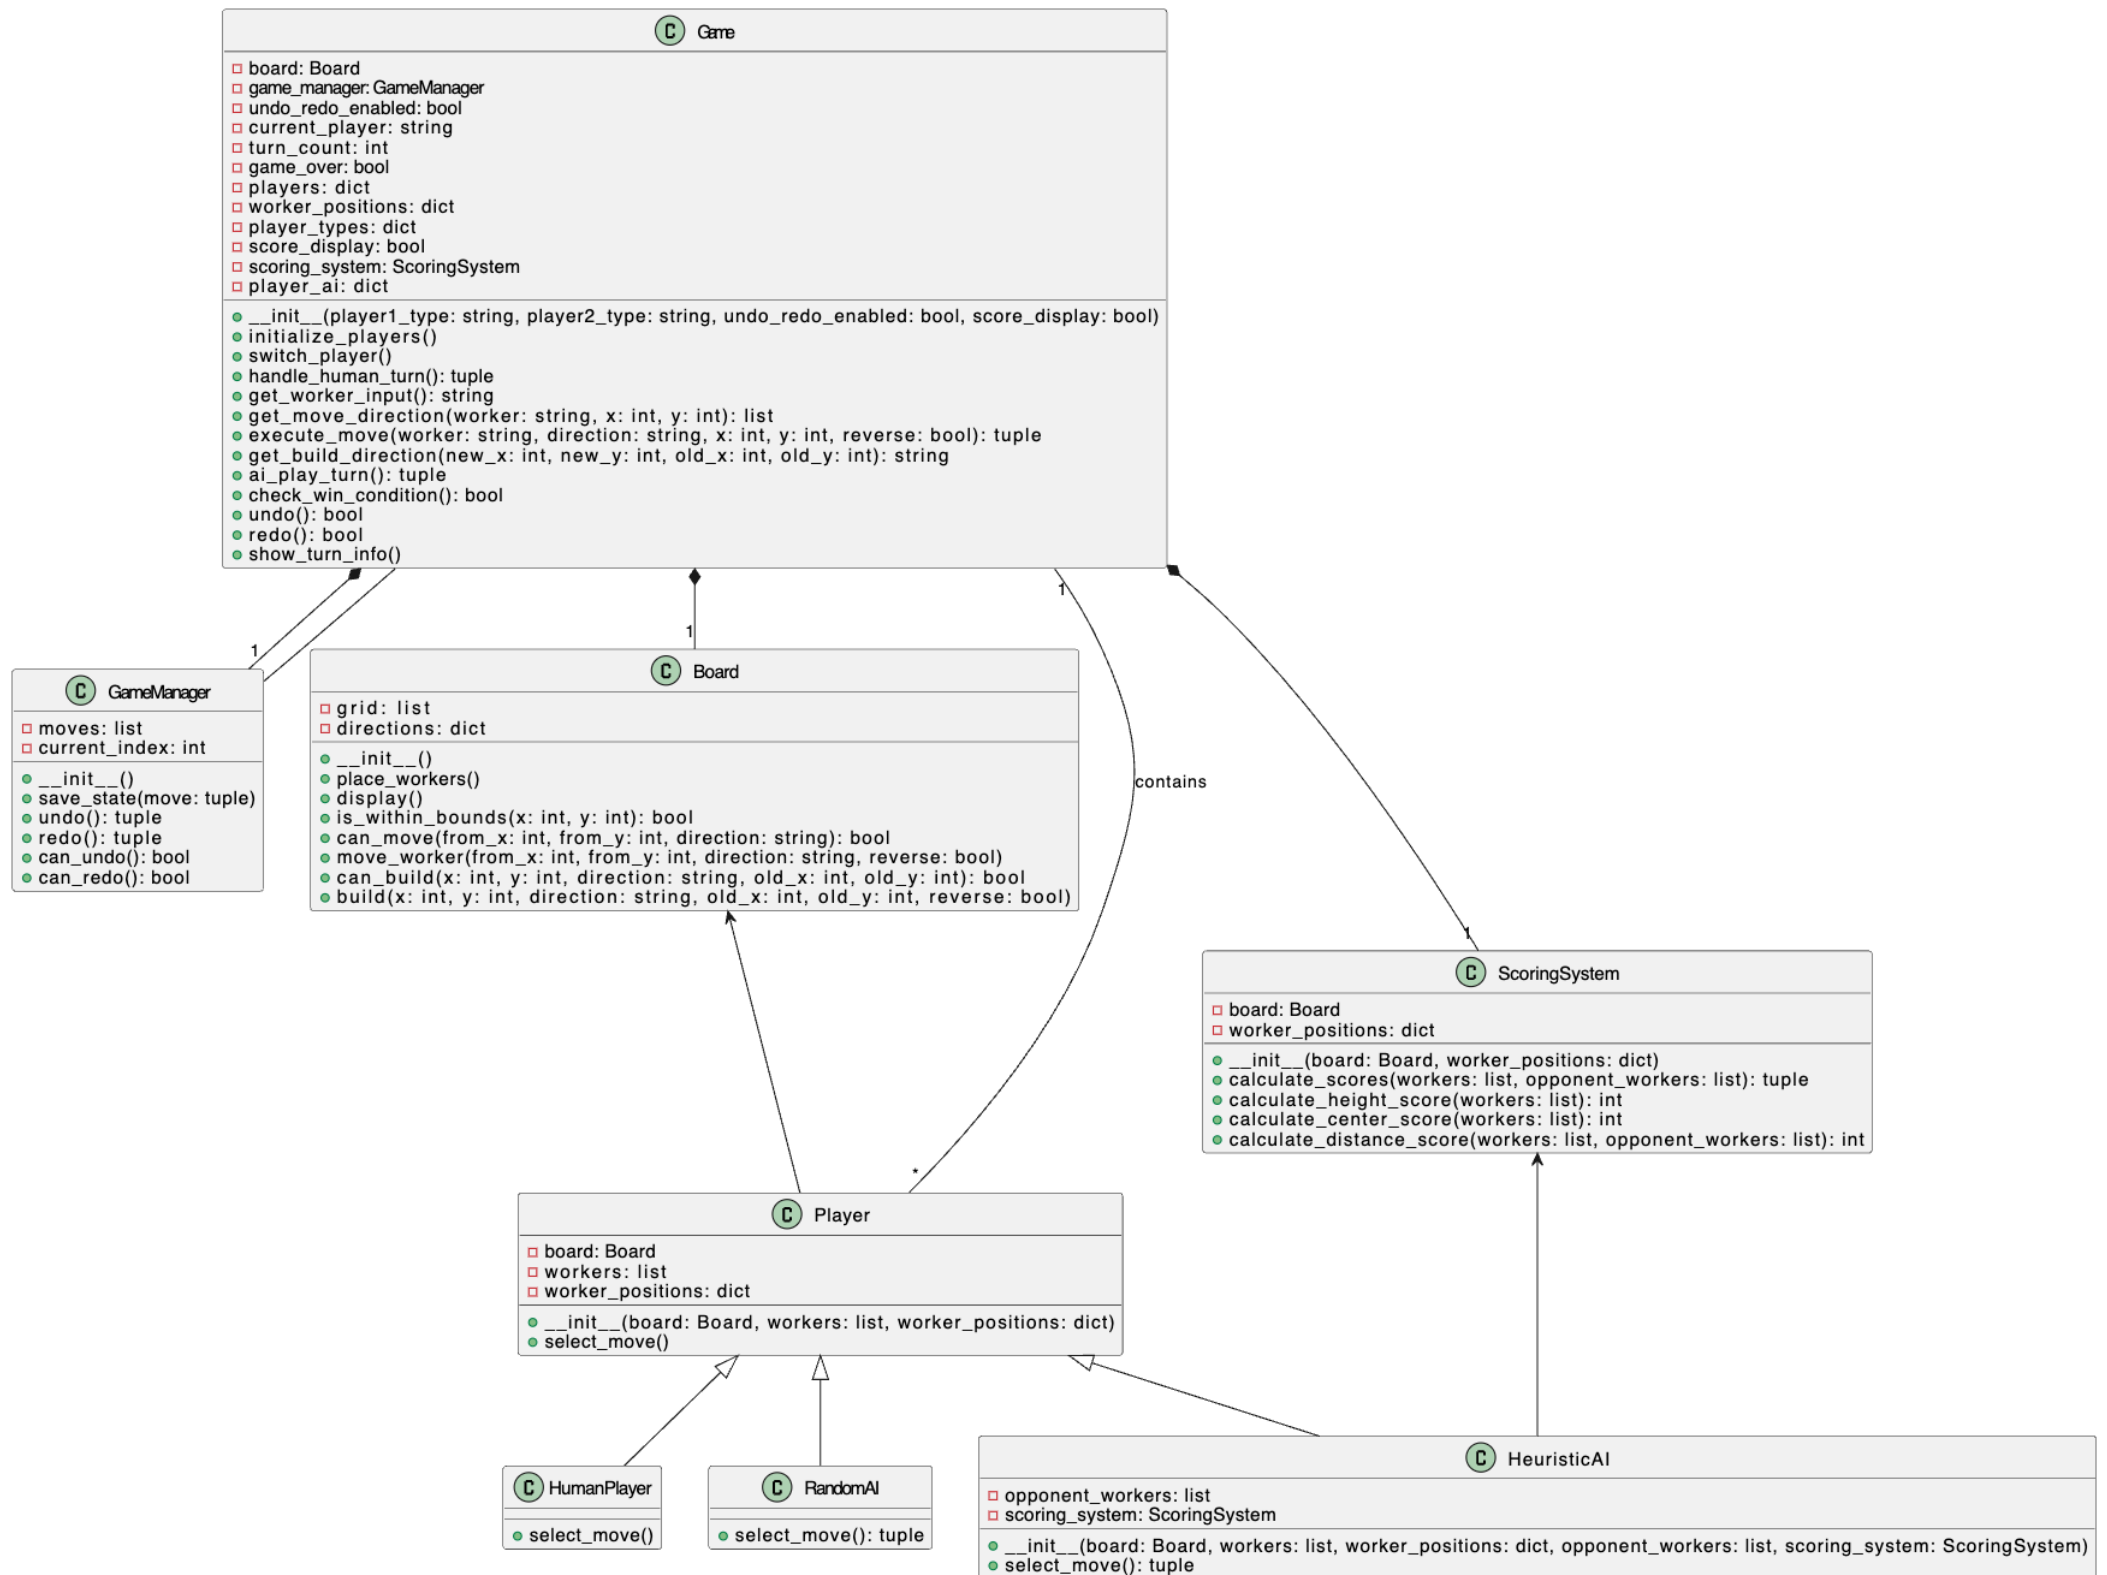 C Game
board: Board
game_manager: GameManager
undo_redo_enabled: bool
current_player: string
turn_count: int
game_over: bool
players: dict
worker_positions: dict
player_types: dict
score_display: bool
scoring_system: ScoringSystem
player_ai: dict
__init__(player1_type: string, player2_type: string, undo_redo_enabled: bool, score_display: bool)
initialize_players()
switch_player()
handle_human_turn(): tuple
get_worker_input(): string
get_move_direction(worker: string, x: int, y: int): list
execute_move(worker: string, direction: string, x: int, y: int, reverse: bool): tuple
get_build_direction(new_x: int, new_y: int, old_x: int, old_y: int): string
ai_play_turn(): tuple
check_win_condition(): bool
undo(): bool
redo(): bool
show_turn_info()
1
1
1
C GameManager
moves: list
current_index: int
__init__()
save_state(move: tuple)
undo(): tuple
redo(): tuple
can_undo(): bool
can_redo(): bool
C Board
grid: list
directions: dict
__init__()
place_workers()
display()
is_within_bounds(x: int, y: int): bool
can_move(from_x: int, from_y: int, direction: string): bool
move_worker(from_x: int, from_y: int, direction: string, reverse: bool)
can_build(x: int, y: int, direction: string, old_x: int, old_y: int): bool
build(x: int, y: int, direction: string, old_x: int, old_y: int, reverse: bool)
contains
1
C ScoringSystem
board: Board
worker_positions: dict
__init__(board: Board, worker_positions: dict)
calculate_scores(workers: list, opponent_workers: list): tuple
calculate_height_score(workers: list): int
calculate_center_score(workers: list): int
calculate_distance_score(workers: list, opponent_workers: list): int
*
C Player
board: Board
workers: list
worker_positions: dict
__init__(board: Board, workers: list, worker_positions: dict)
select_move()
C HumanPlayer
select_move()
C RandomAI
select_move(): tuple
C HeuristicAI
opponent_workers: list
scoring_system: ScoringSystem
__init__(board: Board, workers: list, worker_positions: dict, opponent_workers: list, scoring_system: ScoringSystem)
select_move(): tuple